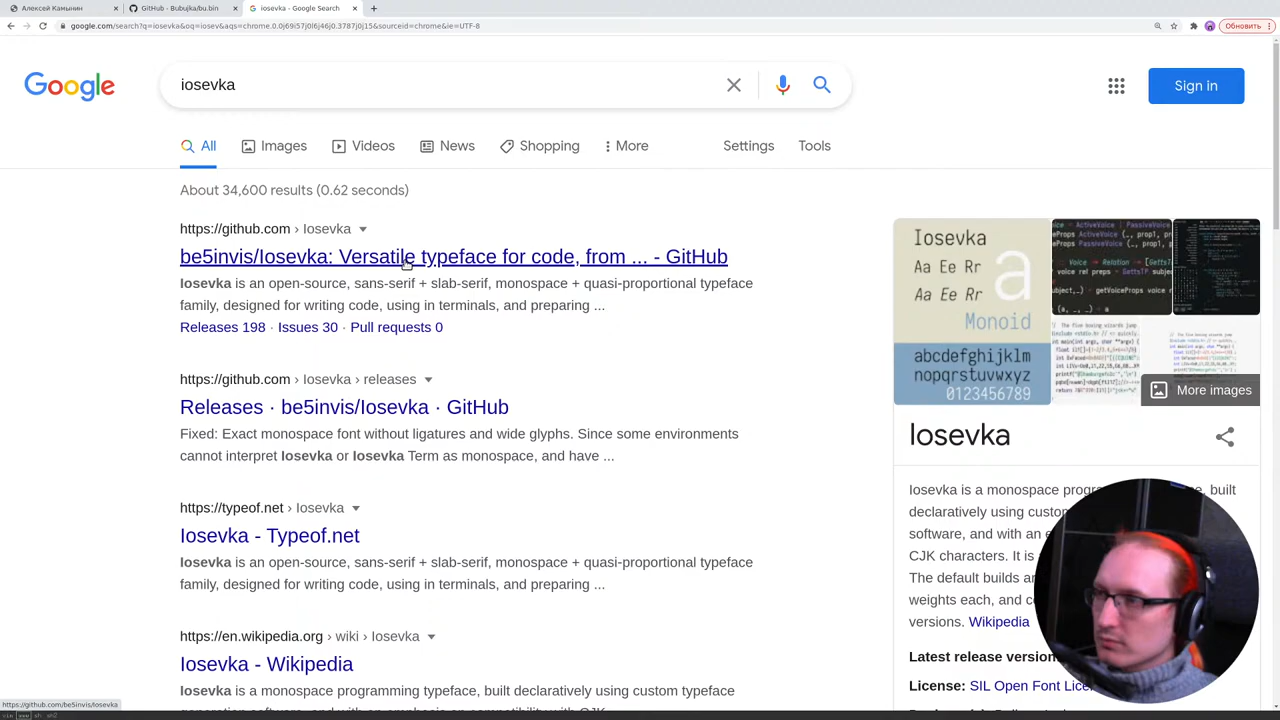 Алексей Камынин
GitHub - Bubujka/bu.bin
iosevka - Google Search
google.com/search?q=iosevka&oq=iosev&aqs=chrome.0.0j69i57j0l6j46j0.3787j0j15&sourceid=chrome&ie=UTF-8
Обновить
Google
iosevka
Sign in
All
Images
Videos
News
Shopping
More
Settings
Tools
About 34,600 results (0.62 seconds)
https://github.com › Iosevka
be5invis/Iosevka: Versatile typeface for code, from ... - GitHub
Iosevka is an open-source, sans-serif + slab-serif, monospace + quasi-proportional typeface
family, designed for writing code, using in terminals, and preparing ...
Releases 198 · Issues 30 · Pull requests 0
https://github.com › Iosevka › releases
Releases · be5invis/Iosevka · GitHub
Fixed: Exact monospace font without ligatures and wide glyphs. Since some environments
cannot interpret Iosevka or Iosevka Term as monospace, and have ...
https://typeof.net › Iosevka
Iosevka - Typeof.net
Iosevka is an open-source, sans-serif + slab-serif, monospace + quasi-proportional typeface
family, designed for writing code, using in terminals, and preparing ...
https://en.wikipedia.org › wiki › Iosevka
Iosevka - Wikipedia
Iosevka is a monospace programming typeface, built declaratively using custom typeface
Iosevka
Aa Ee Rr
Aa Ee Rr
a
Monoid
abcdefghijklm
nopqrstuvwxyz
0123456789
More images
Iosevka
Iosevka is a monospace built
declaratively using
software, and with an
CJK characters. It is
The default builds
weights each, and
versions. Wikipedia
Latest release version
License: SIL Open Font
https://github.com/be5invis/Iosevka